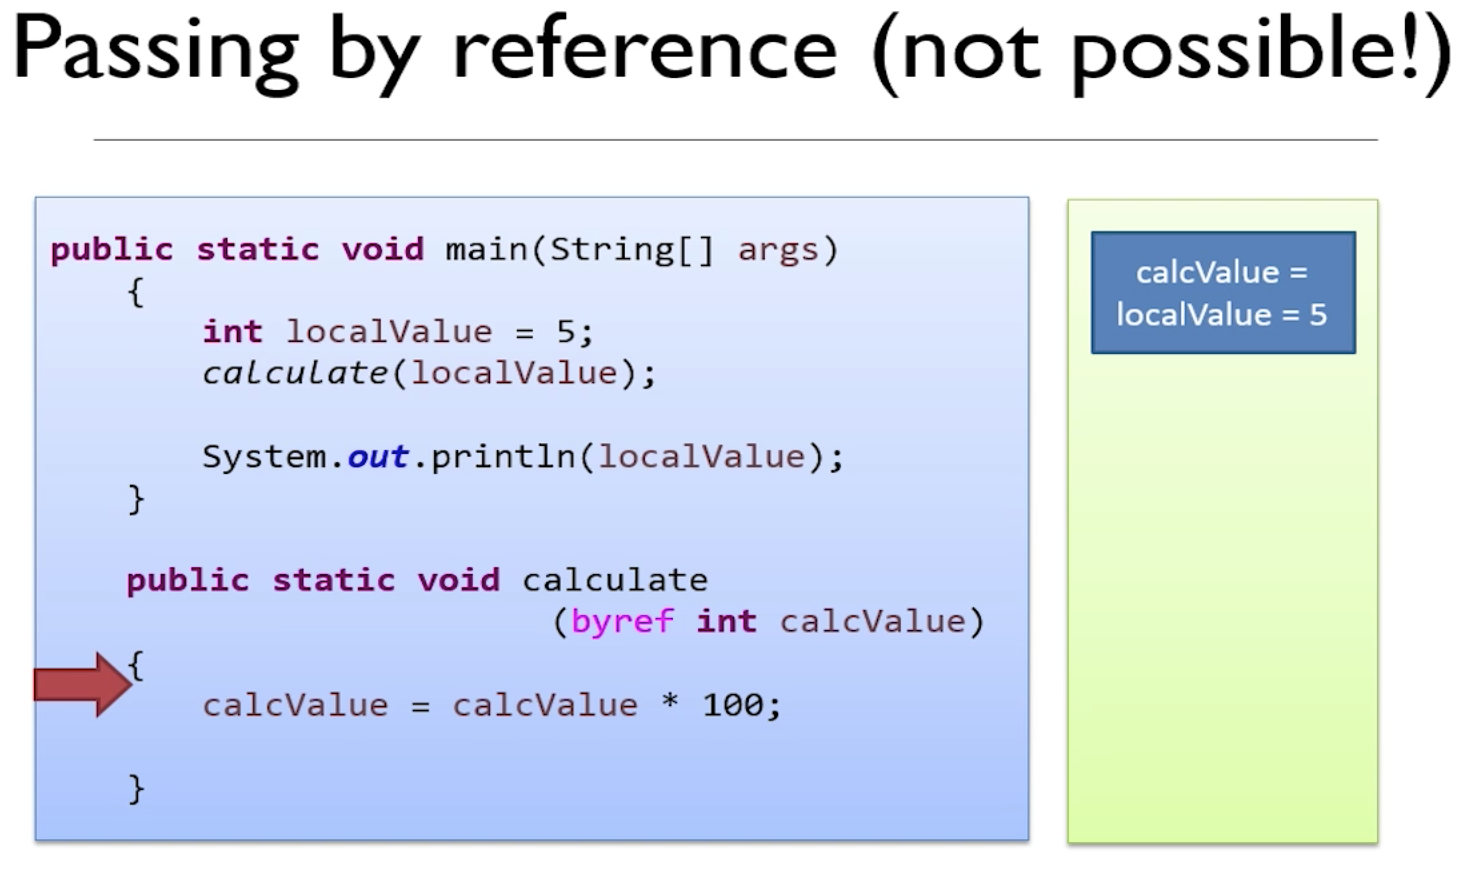 Passing by reference (not possible!)
public static void main(String[] args)
{
int localValue = 5;
calculate(localValue);
System.out.println(localValue);
}
public static void calculate
(byref int calcValue)
{
calcValue = calcValue * 100;
}
calcValue =
localValue = 5